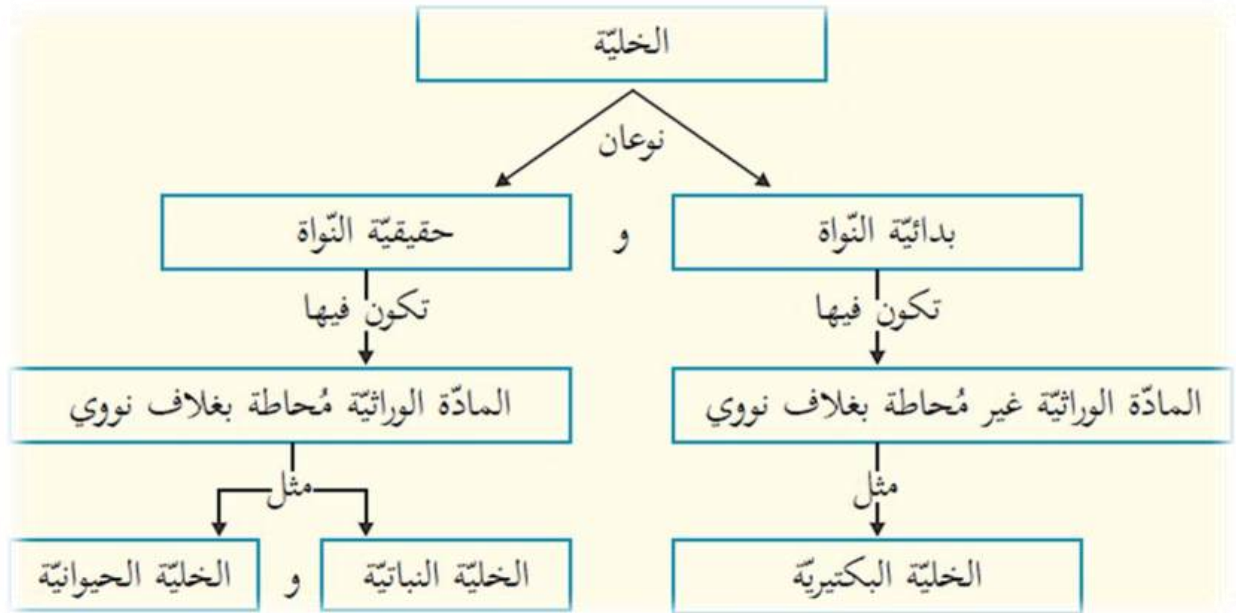 الخليّة
نوعان
بدائيّة النّواة و حقيقيّة النّواة
تكون فيها تكون فيها
المادّة الوراثيّة غير مُحاطة بغلاف نووي المادّة الوراثيّة مُحاطة بغلاف نووي
مثل مثل
الخليّة البكتيريّة الخليّة النباتيّة و الخليّة الحيوانيّة